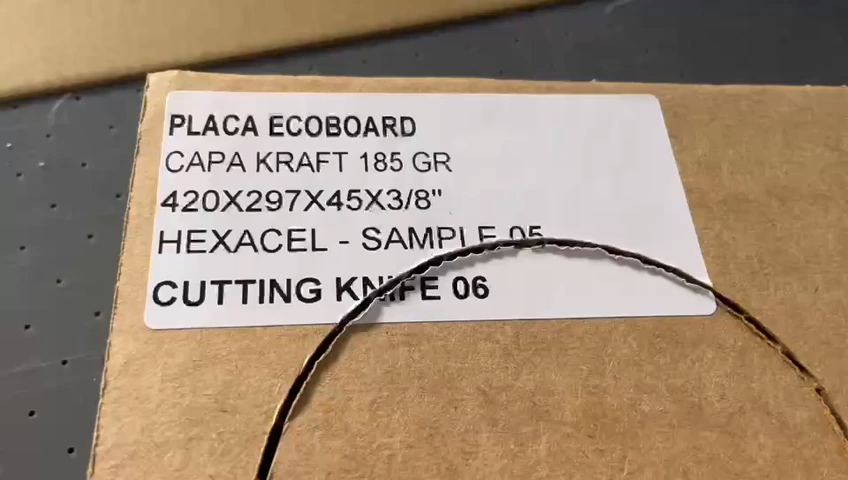 PLACA ECOBOARD
CAPA KRAFT 185 GR
420X297X45X3/8"
HEXACEL - SAMPLE 05
CUTTING KNIFE 06